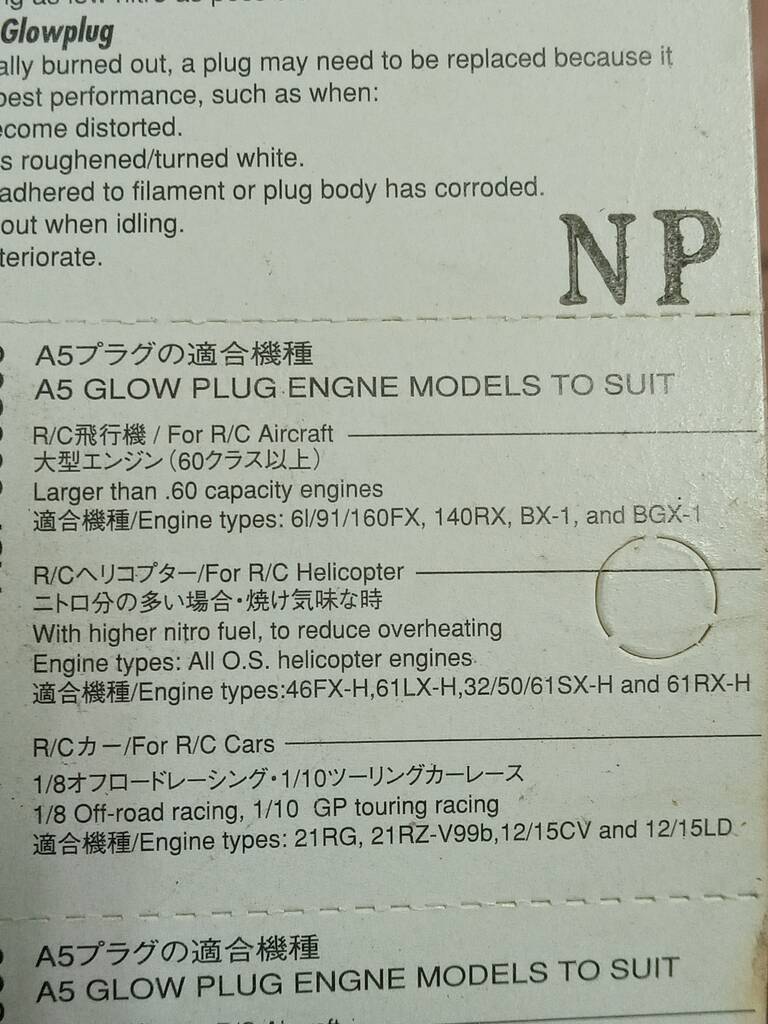 Glowplug
ally burned out, a plug may need to be replaced because it
best performance, such as when:
ecome distorted.
s roughened/turned white.
adhered to filament or plug body has corroded.
out when idling.
teriorate.
NP
A5プラグの適合機種
A5 GLOW PLUG ENGNE MODELS TO SUIT
R/C飛行機 / For R/C Aircraft
大型エンジン（60クラス以上）
Larger than .60 capacity engines
適合機種/Engine types: 6l/91/160FX, 140RX, BX-1, and BGX-1
R/Cヘリコプター/For R/C Helicopter
ニトロ分の多い場合・焼け気味な時
With higher nitro fuel, to reduce overheating
Engine types: All O.S. helicopter engines
適合機種/Engine types:46FX-H,61LX-H,32/50/61SX-H and 61RX-H
R/Cカー/For R/C Cars
1/8オフロードレーシング・1/10ツーリングカーレース
1/8 Off-road racing, 1/10 GP touring racing
適合機種/Engine types: 21RG, 21RZ-V99b,12/15CV and 12/15LD
A5プラグの適合機種
A5 GLOW PLUG ENGNE MODELS TO SUIT